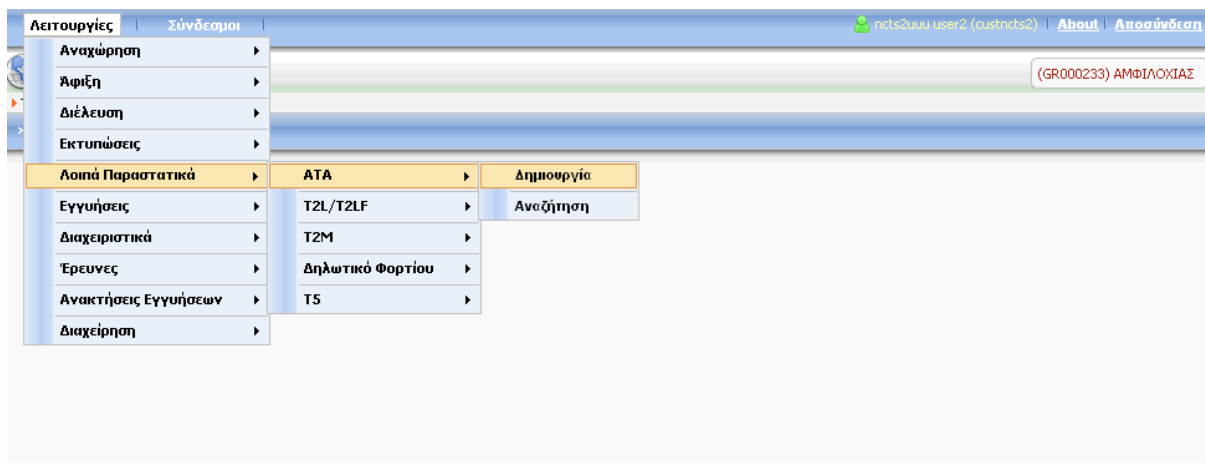 Λειτουργίες | Σύνδεσμοι | ncts2uuu user2 (custncts2) | About | Αποσύνδεση
Αναχώρηση
(GR000233) ΑΜΦΙΛΟΧΙΑΣ
Άφιξη
Διέλευση
Εκτυπώσεις
Λοιπά Παραστατικά ATA Δημιουργία
Εγγυήσεις T2L/T2LF Αναζήτηση
Διαχειριστικά T2M
Έρευνες Δηλωτικό Φορτίου
Ανακτήσεις Εγγυήσεων T5
Διαχείρηση